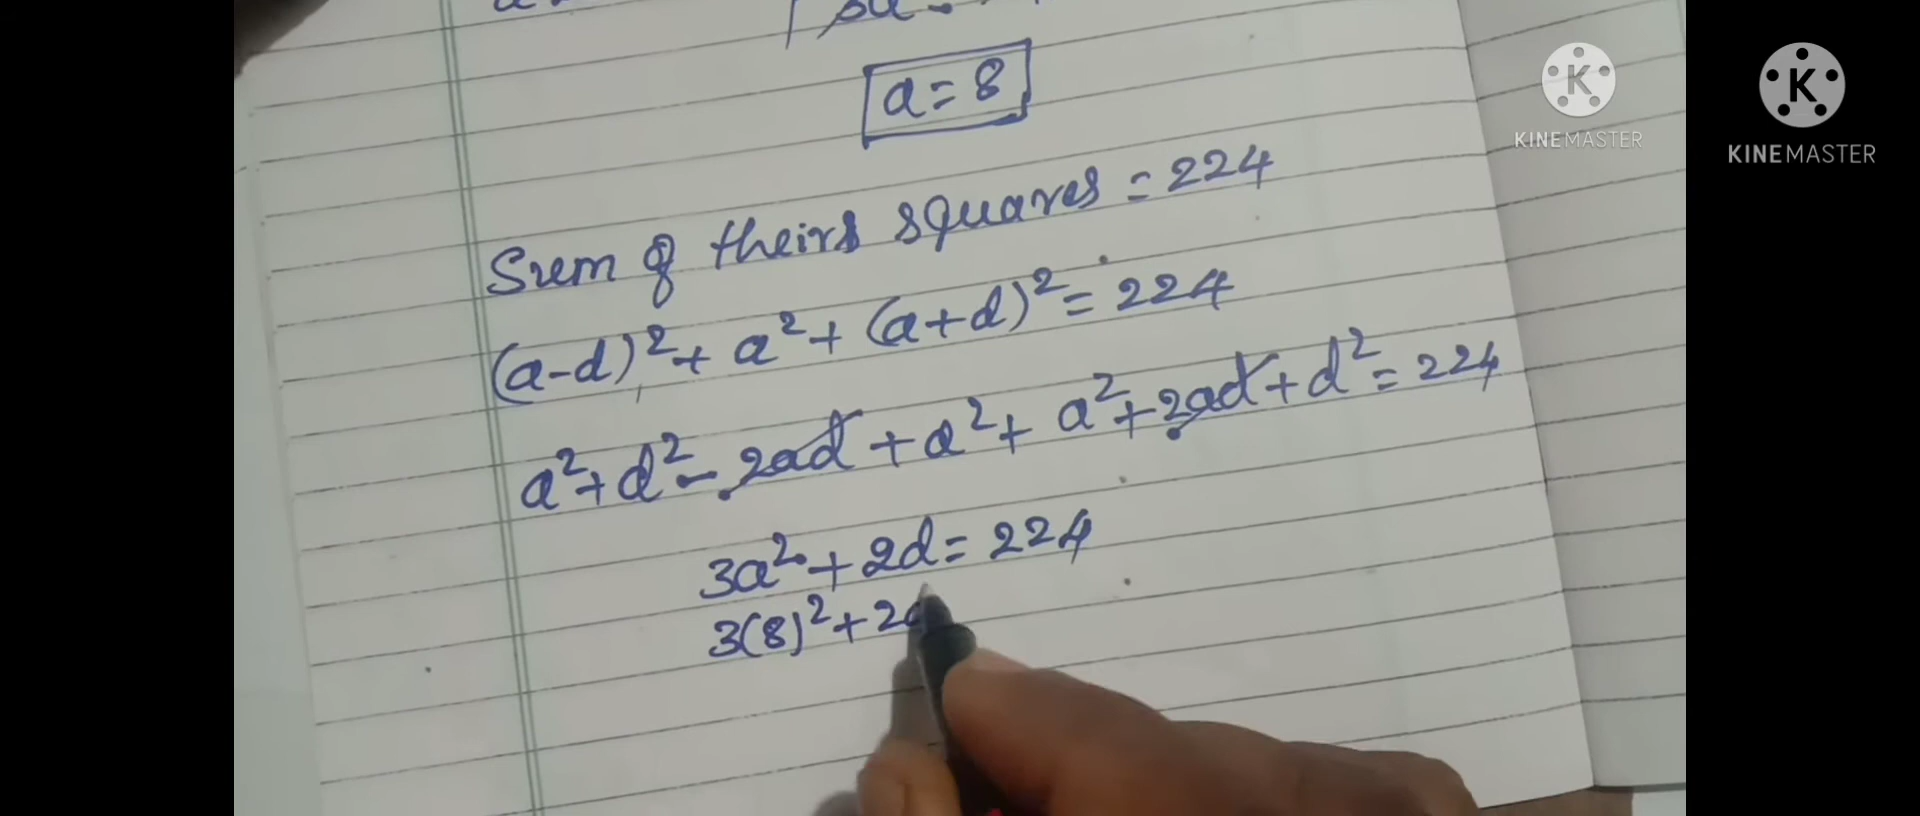 a = 8
KINEMASTER
KINEMASTER
Sum of theirs squares = 224
(a-d)² + a² + (a+d)² = 224
a² + d² - 2ad + a² + a² + 2ad + d² = 224
3a² + 2d = 224
3(8)² + 2